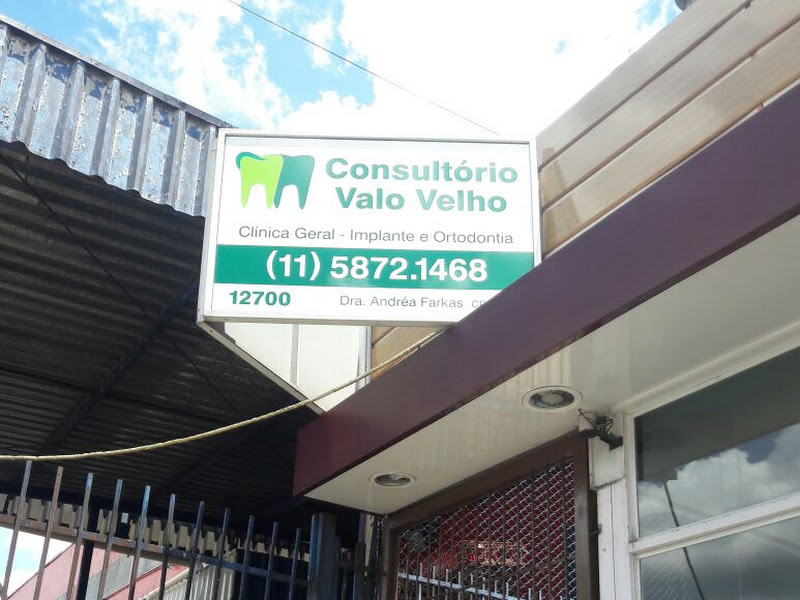 Consultório
Valo Velho
Clínica Geral - Implante e Ortodontia
(11) 5872.1468
12700 Dra. Andréa Farkas